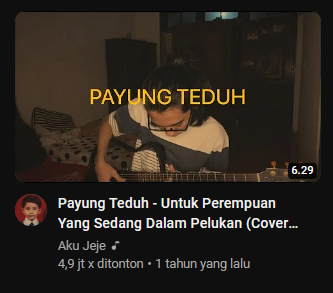 PAYUNG TEDUH
6.29
Payung Teduh - Untuk Perempuan
Yang Sedang Dalam Pelukan (Cover...
Aku Jeje
4,9 jt x ditonton • 1 tahun yang lalu